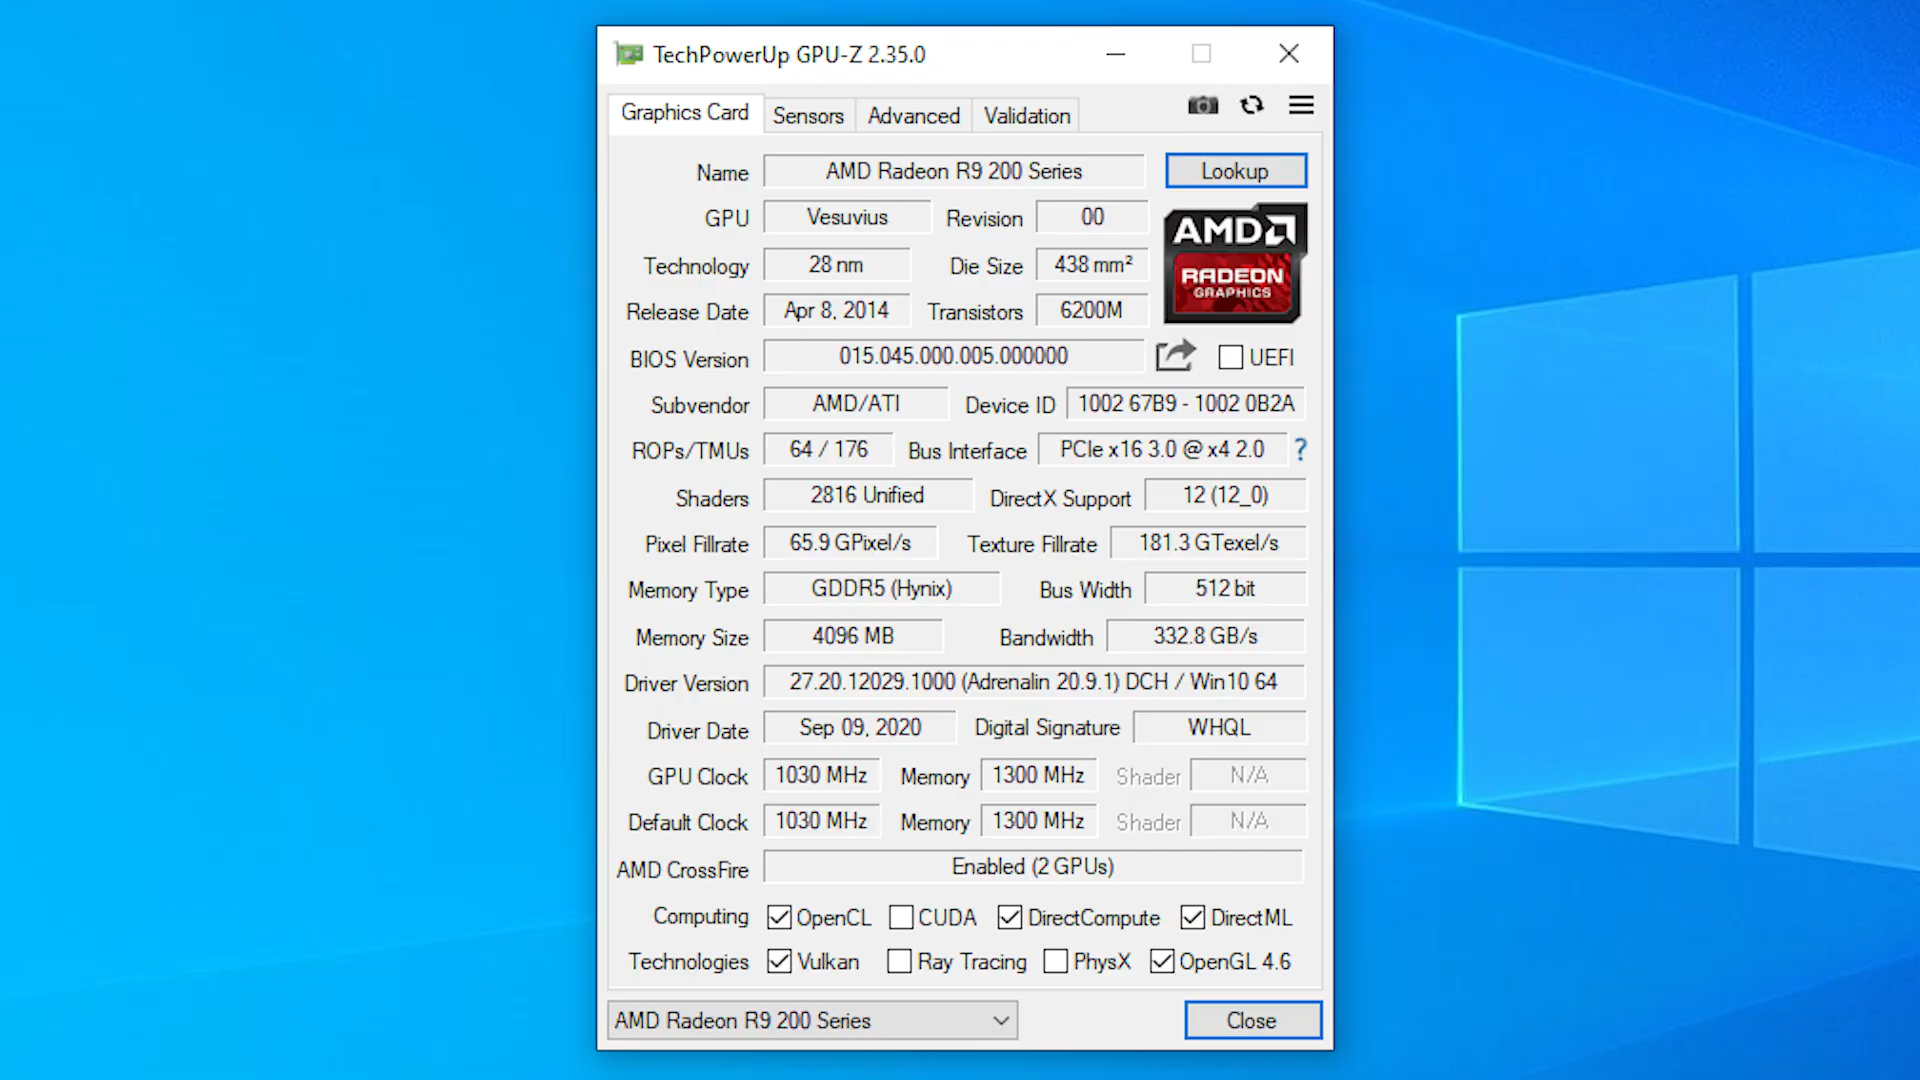 TechPowerUp GPU-Z 2.35.0
Graphics Card Sensors Advanced Validation
Name AMD Radeon R9 200 Series Lookup
GPU Vesuvius Revision 00
AMD
RADEON
GRAPHICS
Technology 28 nm Die Size 438 mm²
Release Date Apr 8, 2014 Transistors 6200M
BIOS Version 015.045.000.005.000000 UEFI
Subvendor AMD/ATI Device ID 1002 67B9 - 1002 0B2A
ROPs/TMUs 64 / 176 Bus Interface PCIe x16 3.0 @ x4 2.0 ?
Shaders 2816 Unified DirectX Support 12 (12_0)
Pixel Fillrate 65.9 GPixel/s Texture Fillrate 181.3 GTexel/s
Memory Type GDDR5 (Hynix) Bus Width 512 bit
Memory Size 4096 MB Bandwidth 332.8 GB/s
Driver Version 27.20.12029.1000 (Adrenalin 20.9.1) DCH / Win10 64
Driver Date Sep 09, 2020 Digital Signature WHQL
GPU Clock 1030 MHz Memory 1300 MHz Shader N/A
Default Clock 1030 MHz Memory 1300 MHz Shader N/A
AMD CrossFire Enabled (2 GPUs)
Computing OpenCL CUDA DirectCompute DirectML
Technologies Vulkan Ray Tracing PhysX OpenGL 4.6
AMD Radeon R9 200 Series Close